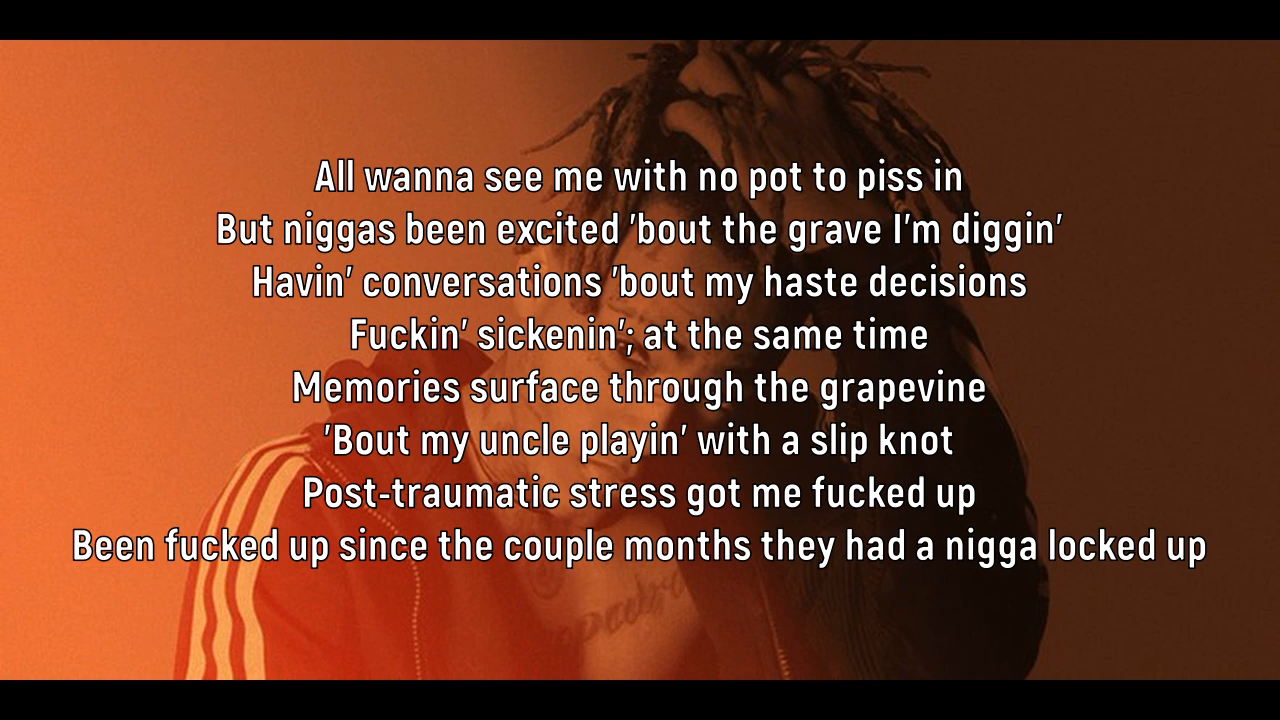 All wanna see me with no pot to piss in
But niggas been excited 'bout the grave I'm diggin'
Havin' conversations 'bout my haste decisions
Fuckin' sickenin'; at the same time
Memories surface through the grapevine
'Bout my uncle playin' with a slip knot
Post-traumatic stress got me fucked up
Been fucked up since the couple months they had a nigga locked up